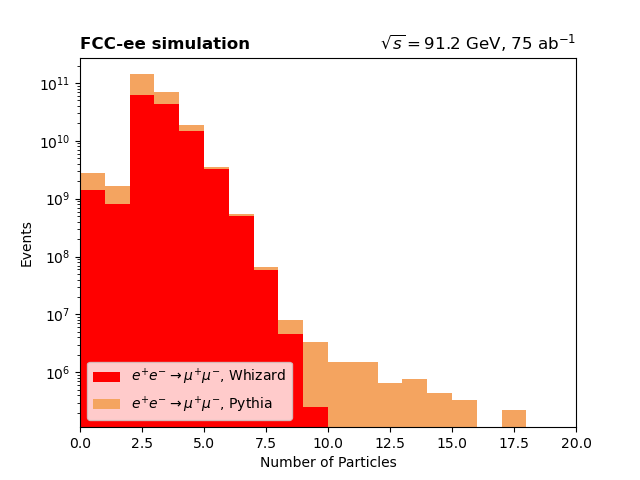 FCC-ee simulation
√s = 91.2 GeV, 75 ab⁻¹
10¹¹
10¹⁰
10⁹
10⁸
10⁷
10⁶
Events
e⁺e⁻ → μ⁺μ⁻, Whizard
e⁺e⁻ → μ⁺μ⁻, Pythia
0.0 2.5 5.0 7.5 10.0 12.5 15.0 17.5 20.0
Number of Particles